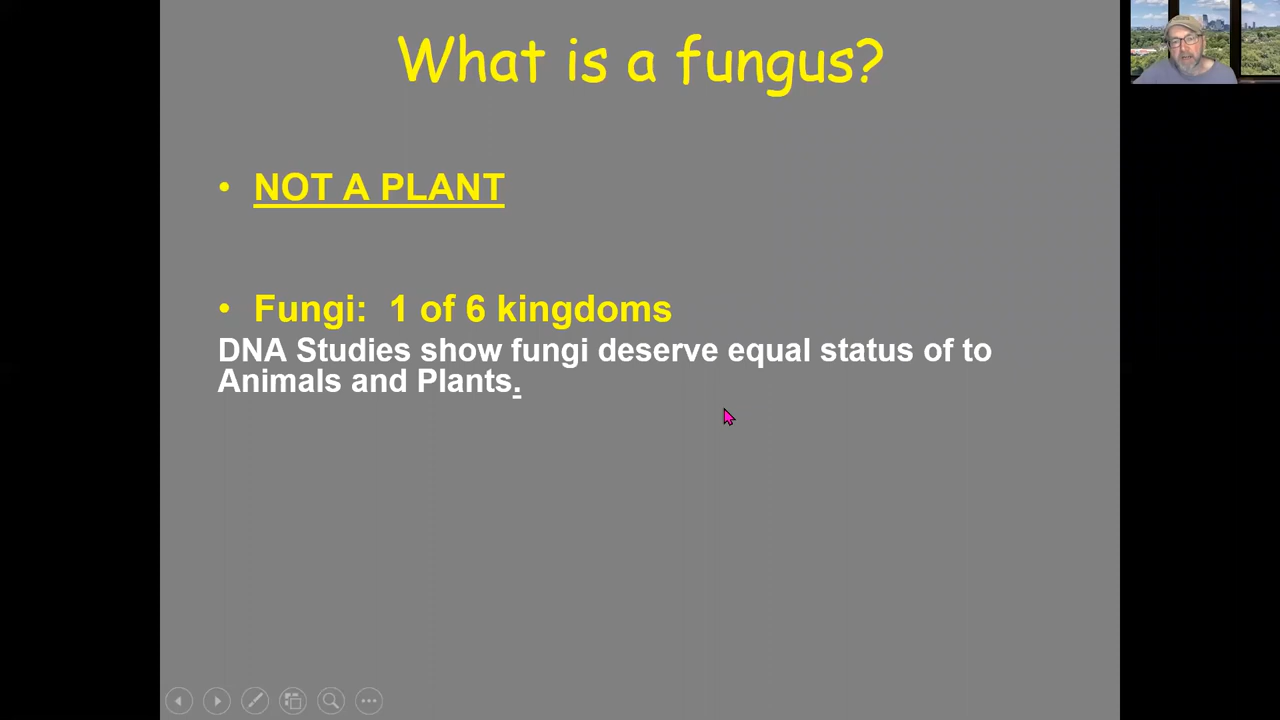 What is a fungus?
• NOT A PLANT
• Fungi: 1 of 6 kingdoms
DNA Studies show fungi deserve equal status of to
Animals and Plants.